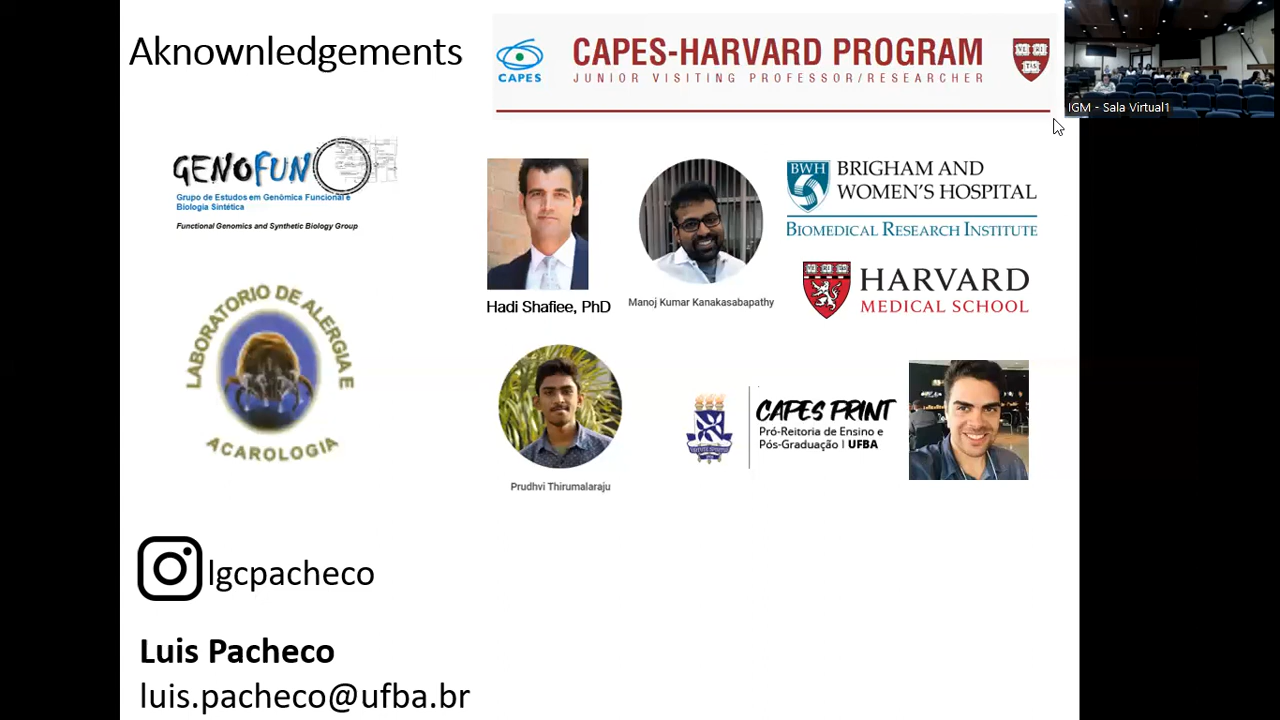 Aknownledgements
CAPES
CAPES-HARVARD PROGRAM
JUNIOR VISITING PROFESSOR/RESEARCHER
IGM - Sala Virtual1
GENOFUN
Grupo de Estudos em Genômica Funcional e
Biologia Sintética
Functional Genomics and Synthetic Biology Group
Hadi Shafiee, PhD
Manoj Kumar Kanakasabapathy
BWH
BRIGHAM AND
WOMEN'S HOSPITAL
BIOMEDICAL RESEARCH INSTITUTE
HARVARD
MEDICAL SCHOOL
LABORATORIO DE ALERGIA E
ACAROLOGIA
Prudhvi Thirumalaraju
CAPES PRINT
Pró-Reitoria de Ensino e
Pós-Graduação | UFBA
lgcpacheco
Luis Pacheco
luis.pacheco@ufba.br